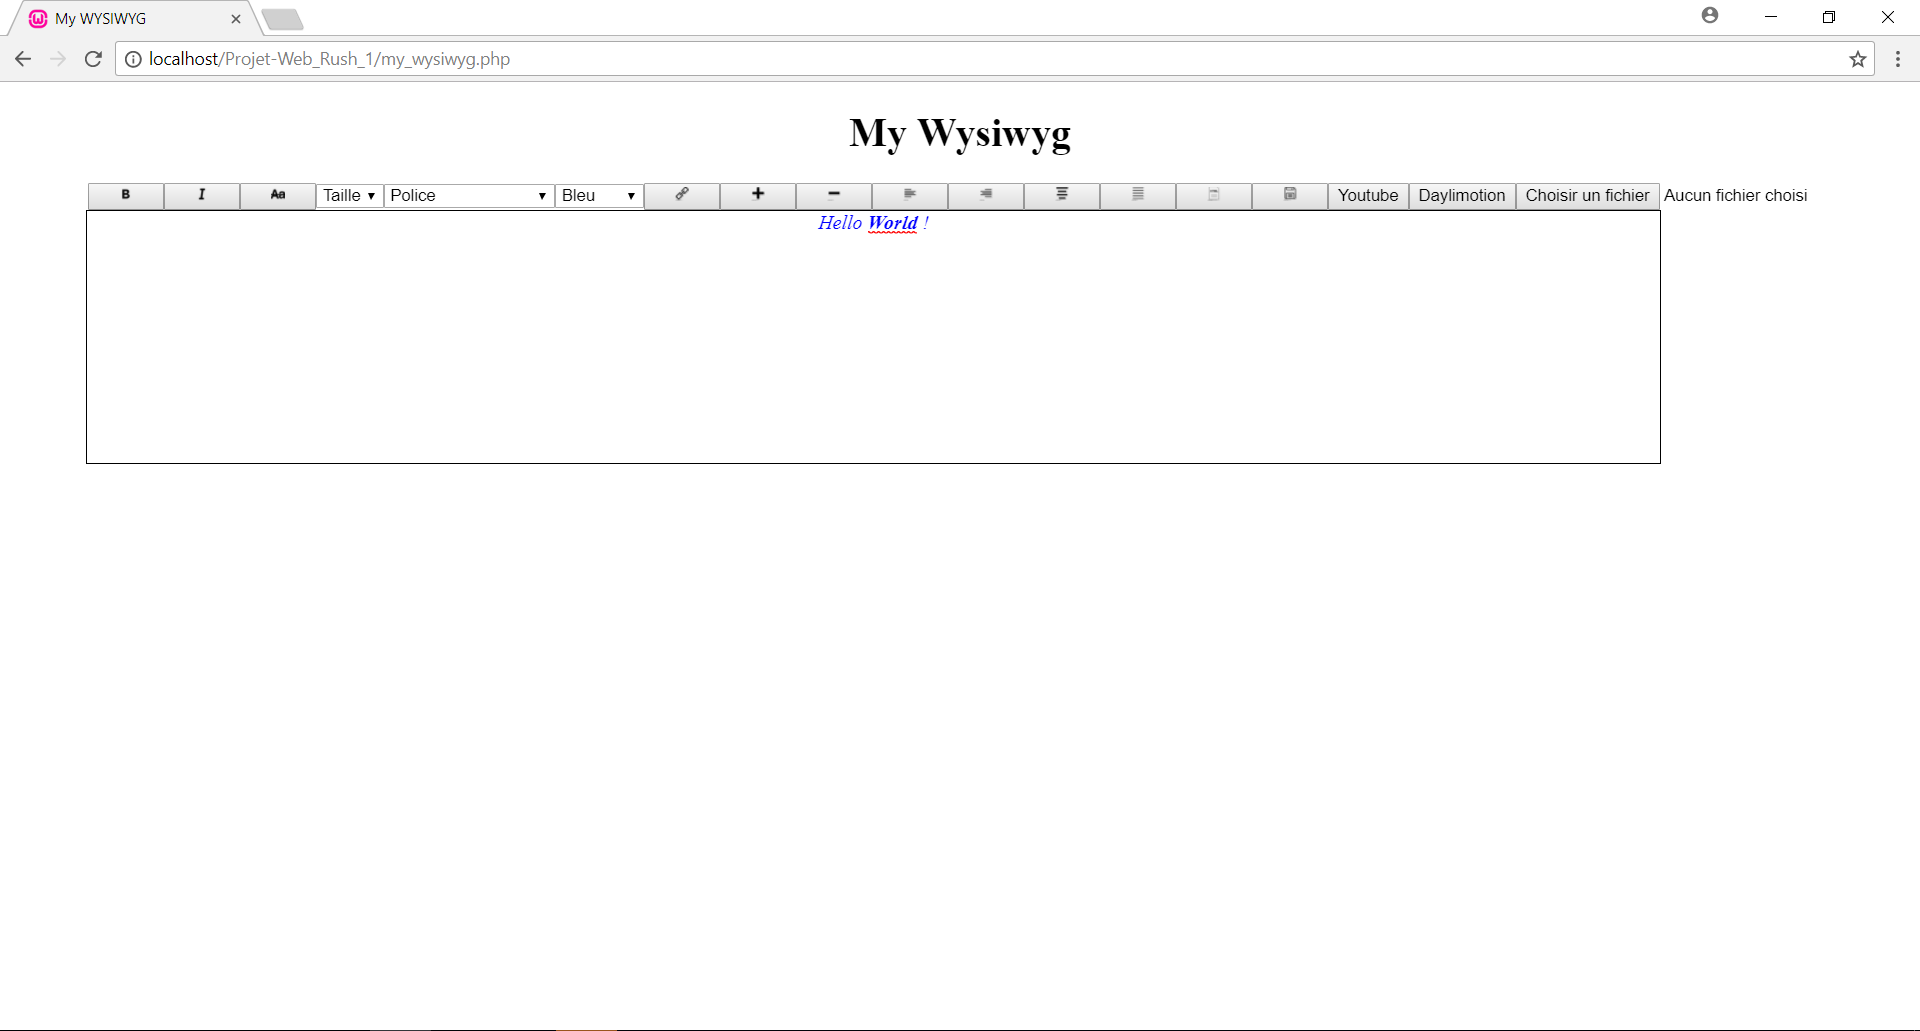 My WYSIWYG
localhost/Projet-Web_Rush_1/my_wysiwyg.php
My Wysiwyg
B I Aa Taille Police Bleu Youtube Daylimotion Choisir un fichier Aucun fichier choisi
Hello World !